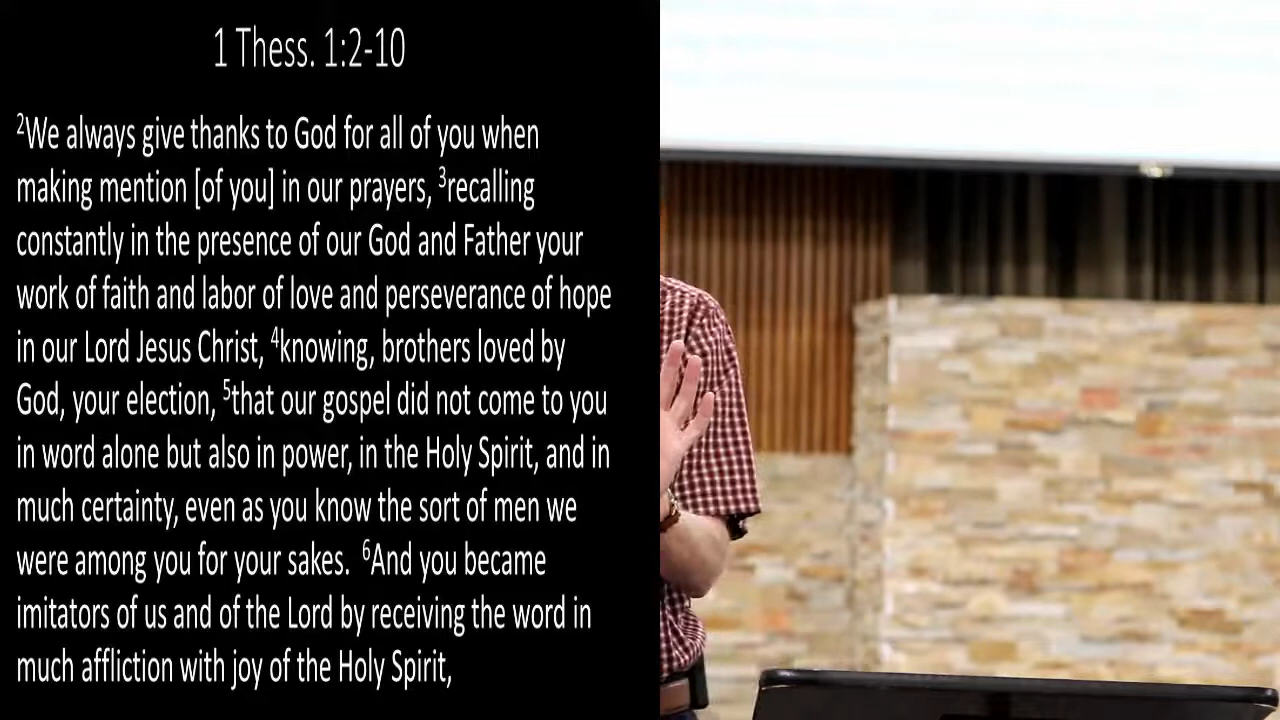 1 Thess. 1:2-10
²We always give thanks to God for all of you when
making mention [of you] in our prayers, ³recalling
constantly in the presence of our God and Father your
work of faith and labor of love and perseverance of hope
in our Lord Jesus Christ, ⁴knowing, brothers loved by
God, your election, ⁵that our gospel did not come to you
in word alone but also in power, in the Holy Spirit, and in
much certainty, even as you know the sort of men we
were among you for your sakes.  ⁶And you became
imitators of us and of the Lord by receiving the word in
much affliction with joy of the Holy Spirit,